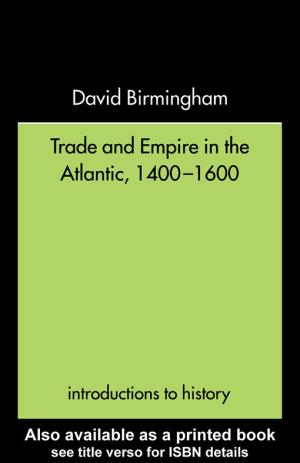 David Birmingham
Trade and Empire in the
Atlantic, 1400–1600
introductions to history
Also available as a printed book
see title verso for ISBN details